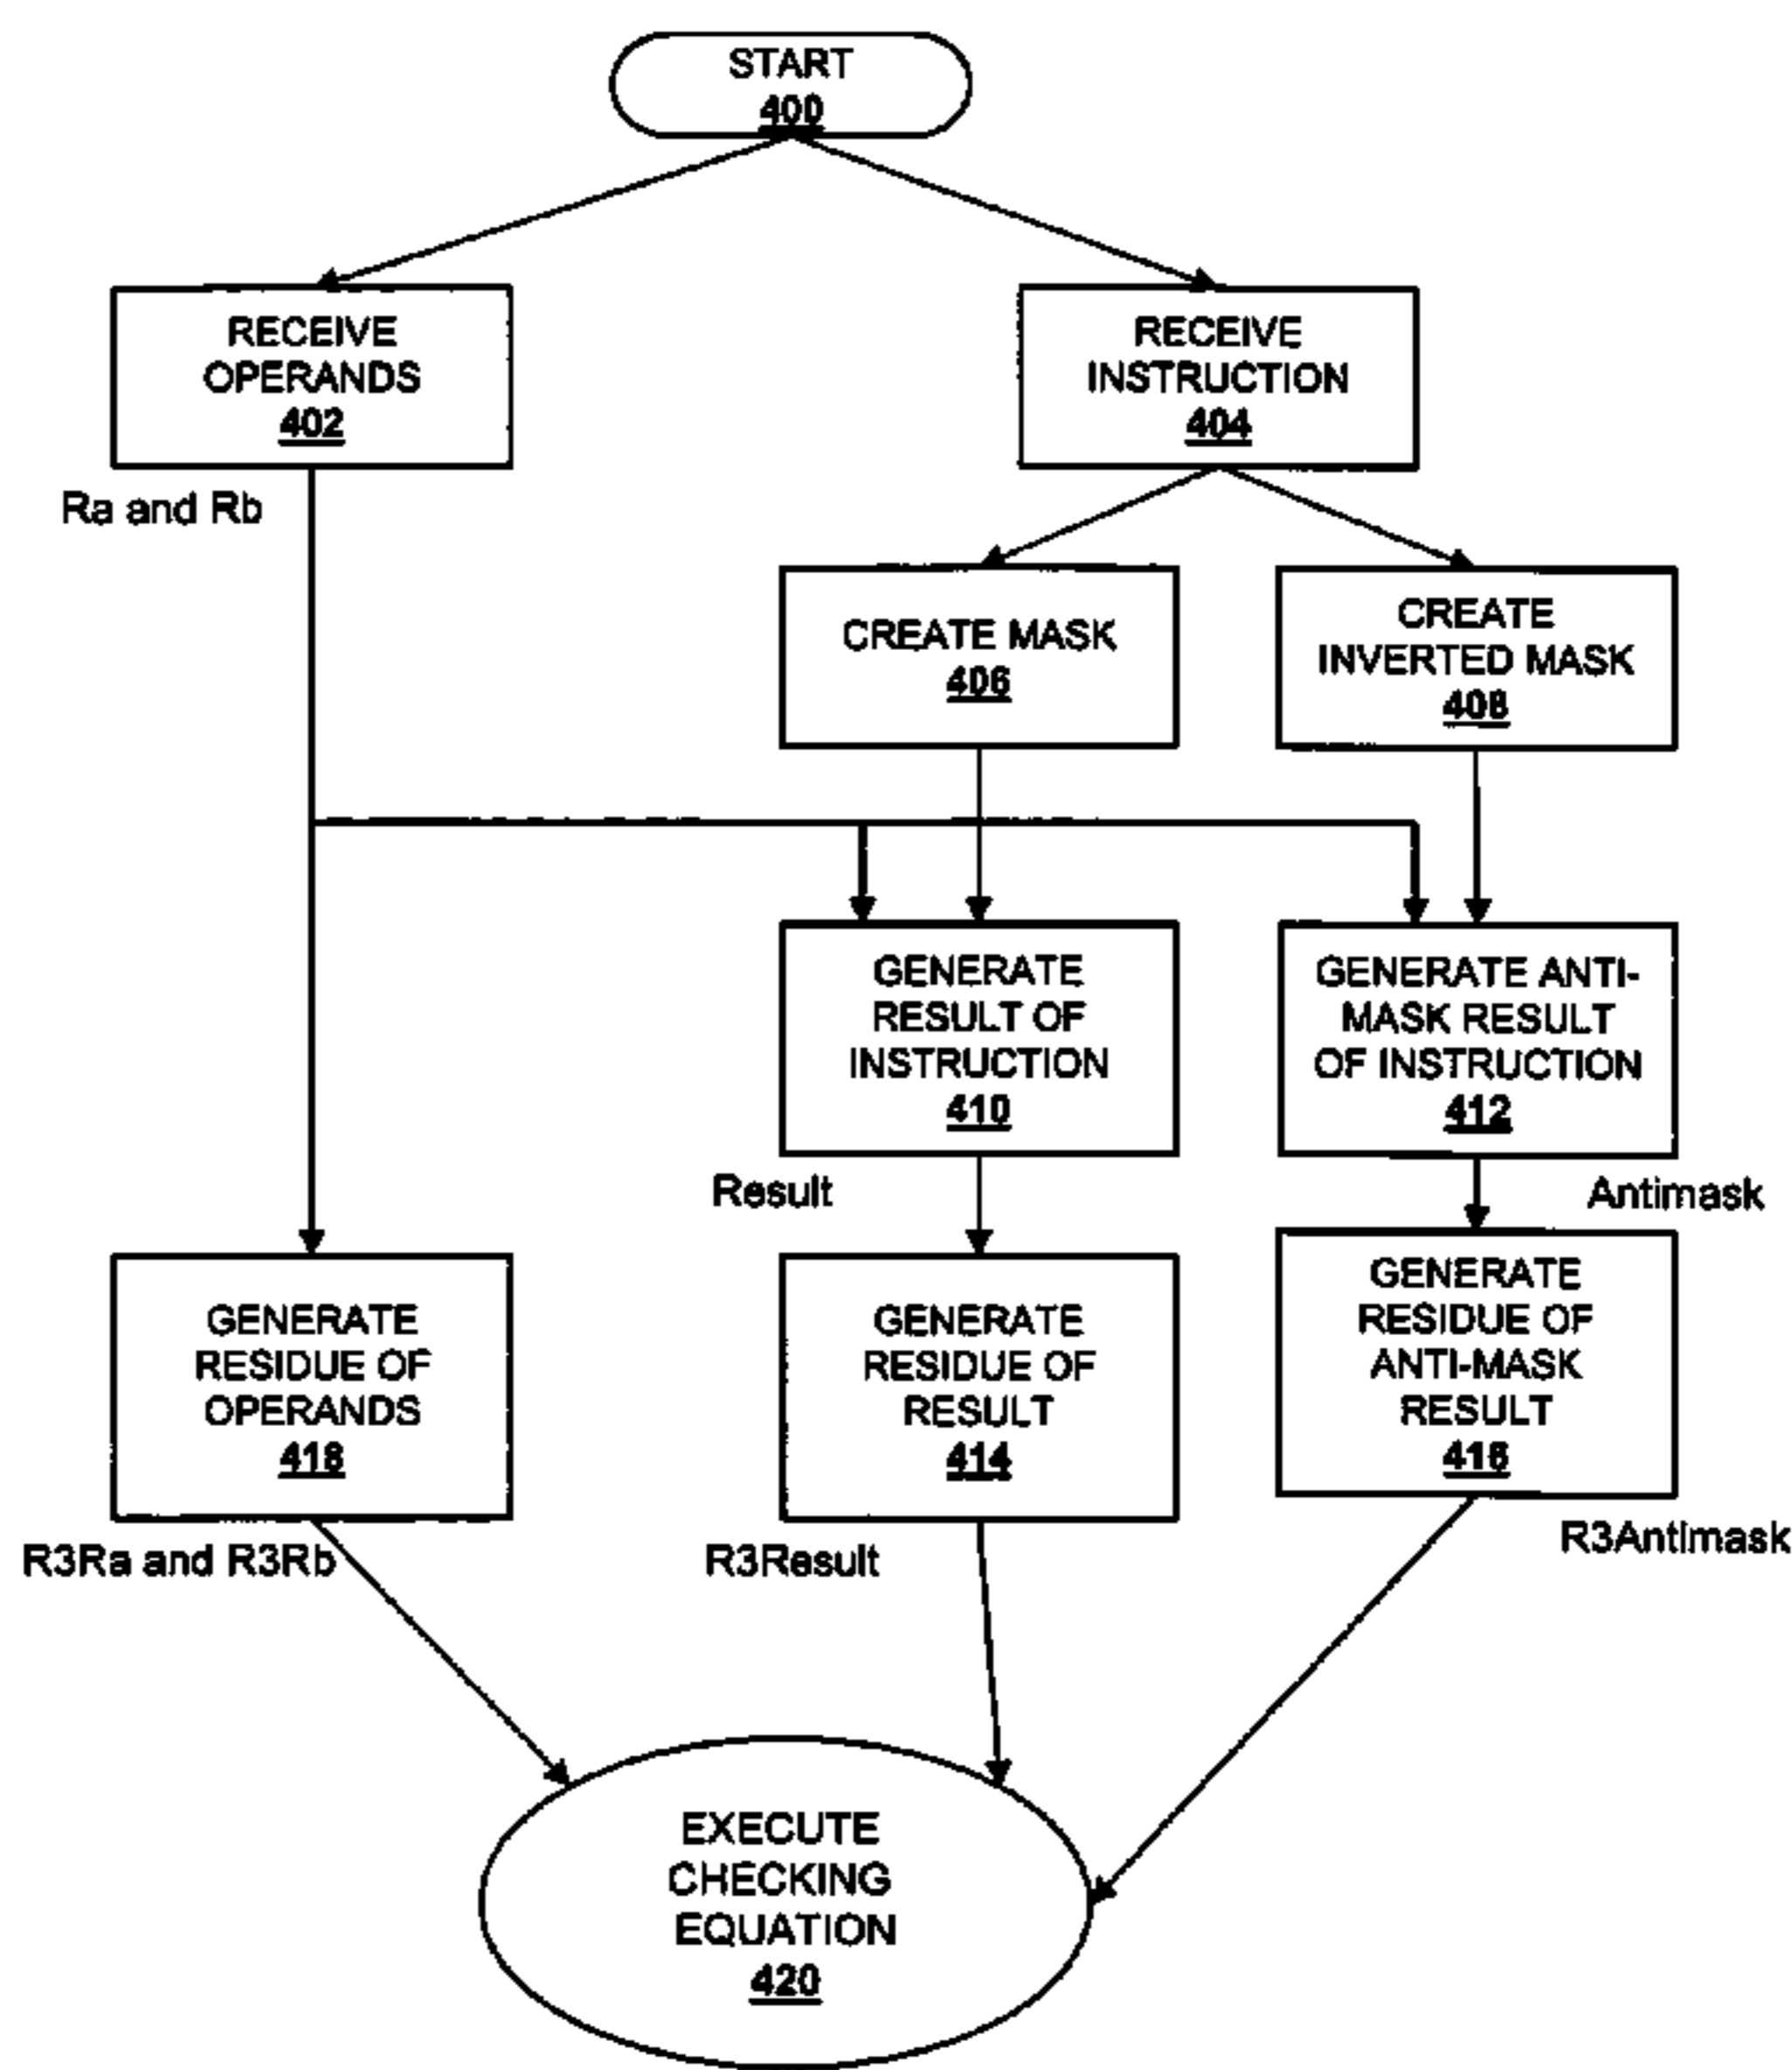 START
400
RECEIVE
OPERANDS
402
RECEIVE
INSTRUCTION
404
Ra and Rb
CREATE MASK
406
CREATE
INVERTED MASK
408
GENERATE
RESULT OF
INSTRUCTION
410
GENERATE ANTI-
MASK RESULT
OF INSTRUCTION
412
Result
Antimask
GENERATE
RESIDUE OF
OPERANDS
418
GENERATE
RESIDUE OF
RESULT
414
GENERATE
RESIDUE OF
ANTI-MASK
RESULT
416
R3Ra and R3Rb
R3Result
R3Antimask
EXECUTE
CHECKING
EQUATION
420